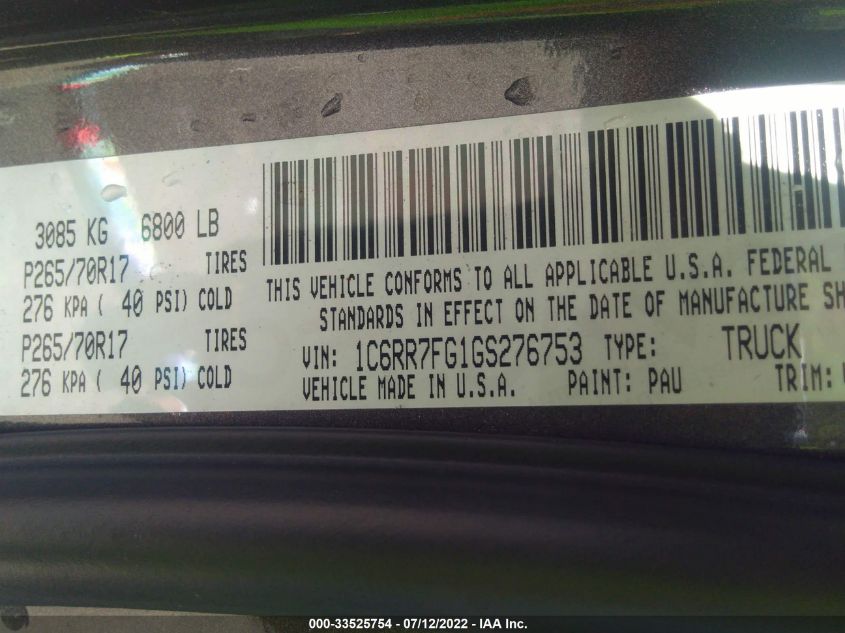 3085 KG 6800 LB
P265/70R17 TIRES
276 KPA ( 40 PSI) COLD
P265/70R17 TIRES
276 KPA ( 40 PSI) COLD
THIS VEHICLE CONFORMS TO ALL APPLICABLE U.S.A. FEDERAL
STANDARDS IN EFFECT ON THE DATE OF MANUFACTURE SH
VIN: 1C6RR7FG1GS276753 TYPE: TRUCK
VEHICLE MADE IN U.S.A. PAINT: PAU TRIM:
000-33525754 - 07/12/2022 - IAA Inc.